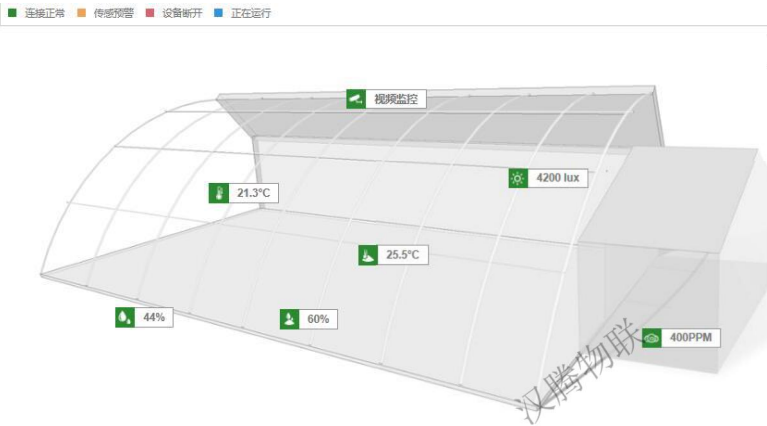 连接正常 传感预警 设备断开 正在运行
视频监控
4200 lux
21.3°C
25.5°C
44%
60%
400PPM
汉腾物联